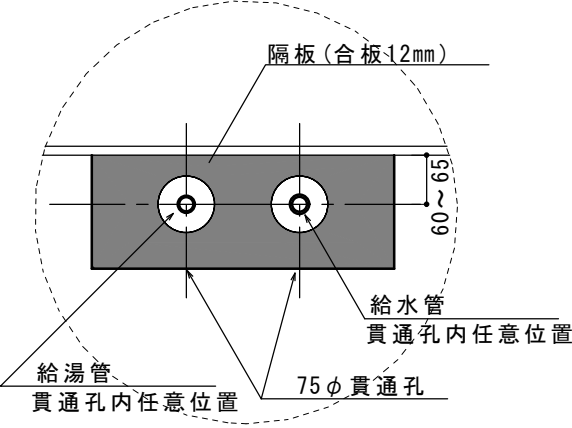 隔板(合板12mm)
60～65
給水管
貫通孔内任意位置
給湯管
貫通孔内任意位置
75φ貫通孔